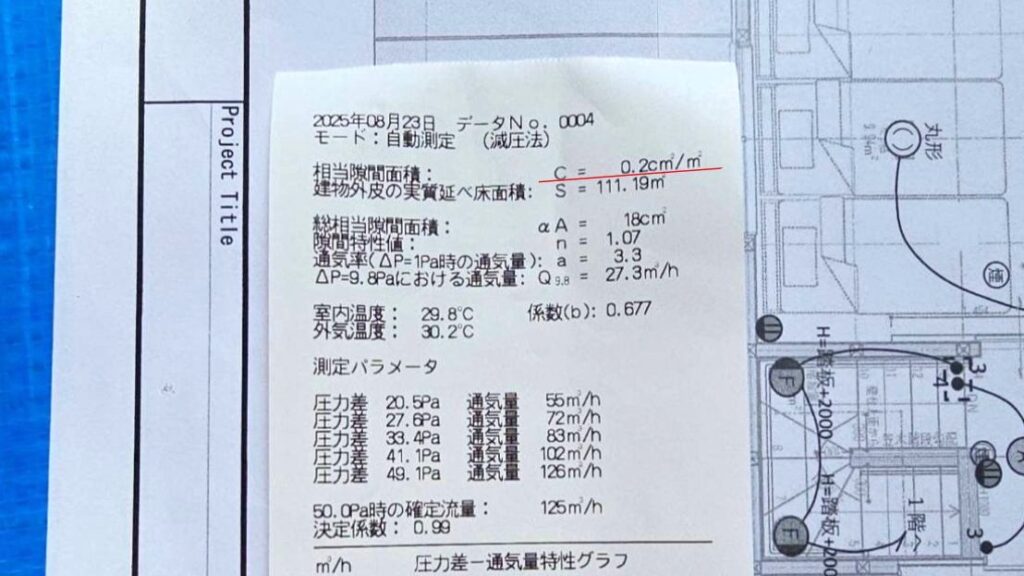 Project Title
2025年08月23日 データNo. 0004
モード：自動測定 （減圧法）
相当隙間面積： C = 0.2cm²/m²
建物外皮の実質延べ床面積： S = 111.19m²
総相当隙間面積： αA = 18cm²
隙間特性値： n = 1.07
通気率(ΔP=1Pa時の通気量)： a = 3.3
ΔP=9.8Paにおける通気量： Q9.8 = 27.3m³/h
室内温度： 29.8℃ 係数(b)：0.677
外気温度： 30.2℃
測定パラメータ
圧力差 20.5Pa 通気量 55m³/h
圧力差 27.6Pa 通気量 72m³/h
圧力差 33.4Pa 通気量 83m³/h
圧力差 41.1Pa 通気量 102m³/h
圧力差 49.1Pa 通気量 126m³/h
50.0Pa時の確定流量： 125m³/h
決定係数： 0.99
m³/h 圧力差－通気量特性グラフ
丸形
H=踏板+2000
H=踏板+200
F
F
3
4
3
1階へ